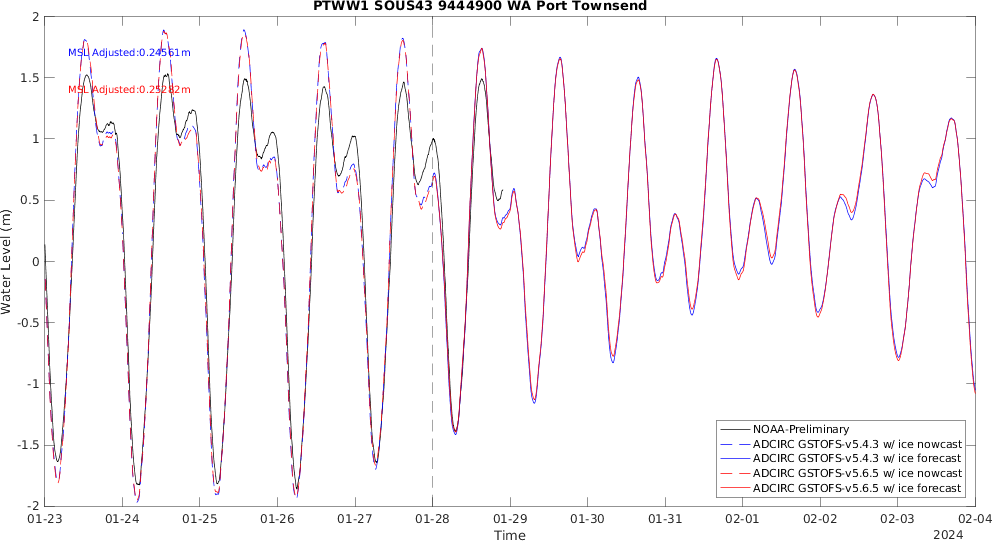 PTWW1 SOUS43 9444900 WA Port Townsend
2
1.5
1
0.5
0
-0.5
-1
-1.5
-2
Water Level (m)
MSL Adjusted:0.24561m
MSL Adjusted:0.25282m
NOAA-Preliminary
ADCIRC GSTOFS-v5.4.3 w/ ice nowcast
ADCIRC GSTOFS-v5.4.3 w/ ice forecast
ADCIRC GSTOFS-v5.6.5 w/ ice nowcast
ADCIRC GSTOFS-v5.6.5 w/ ice forecast
01-23 01-24 01-25 01-26 01-27 01-28 01-29 01-30 01-31 02-01 02-02 02-03 02-04
Time
2024